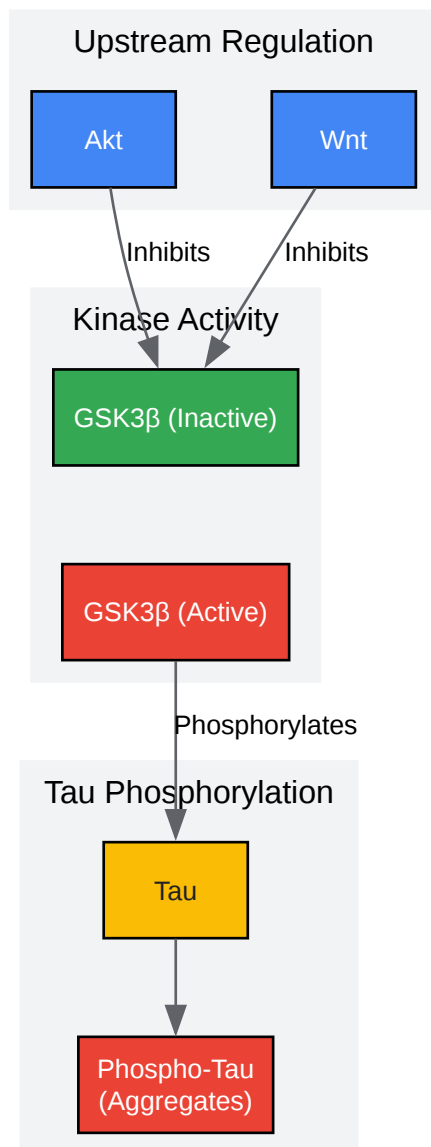 Upstream Regulation
Akt
Wnt
Inhibits
Inhibits
Kinase Activity
GSK3β (Inactive)
GSK3β (Active)
Phosphorylates
Tau Phosphorylation
Tau
Phospho-Tau
(Aggregates)